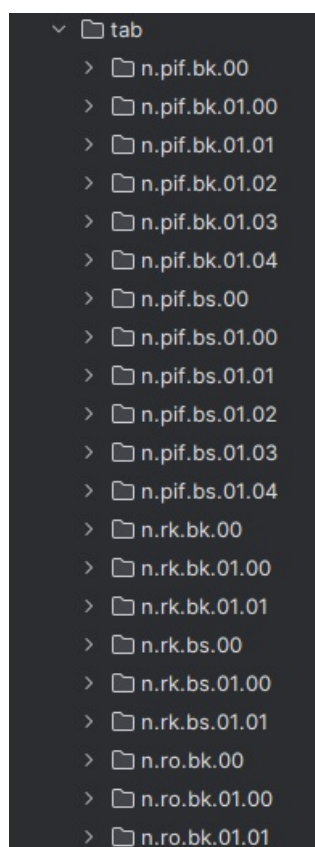 tab
n.pif.bk.00
n.pif.bk.01.00
n.pif.bk.01.01
n.pif.bk.01.02
n.pif.bk.01.03
n.pif.bk.01.04
n.pif.bs.00
n.pif.bs.01.00
n.pif.bs.01.01
n.pif.bs.01.02
n.pif.bs.01.03
n.pif.bs.01.04
n.rk.bk.00
n.rk.bk.01.00
n.rk.bk.01.01
n.rk.bs.00
n.rk.bs.01.00
n.rk.bs.01.01
n.ro.bk.00
n.ro.bk.01.00
n.ro.bk.01.01